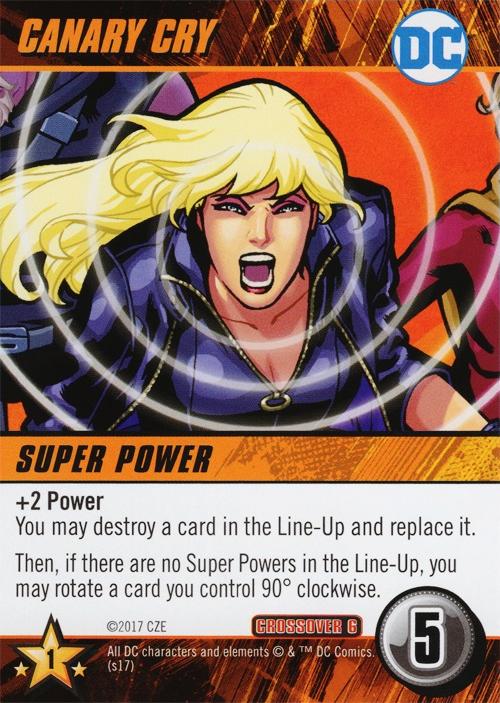 CANARY CRY
DC
SUPER POWER
+2 Power
You may destroy a card in the Line-Up and replace it.
Then, if there are no Super Powers in the Line-Up, you
may rotate a card you control 90° clockwise.
©2017 CZE
CROSSOVER 6
1
All DC characters and elements © & ™ DC Comics.
(s17)
5